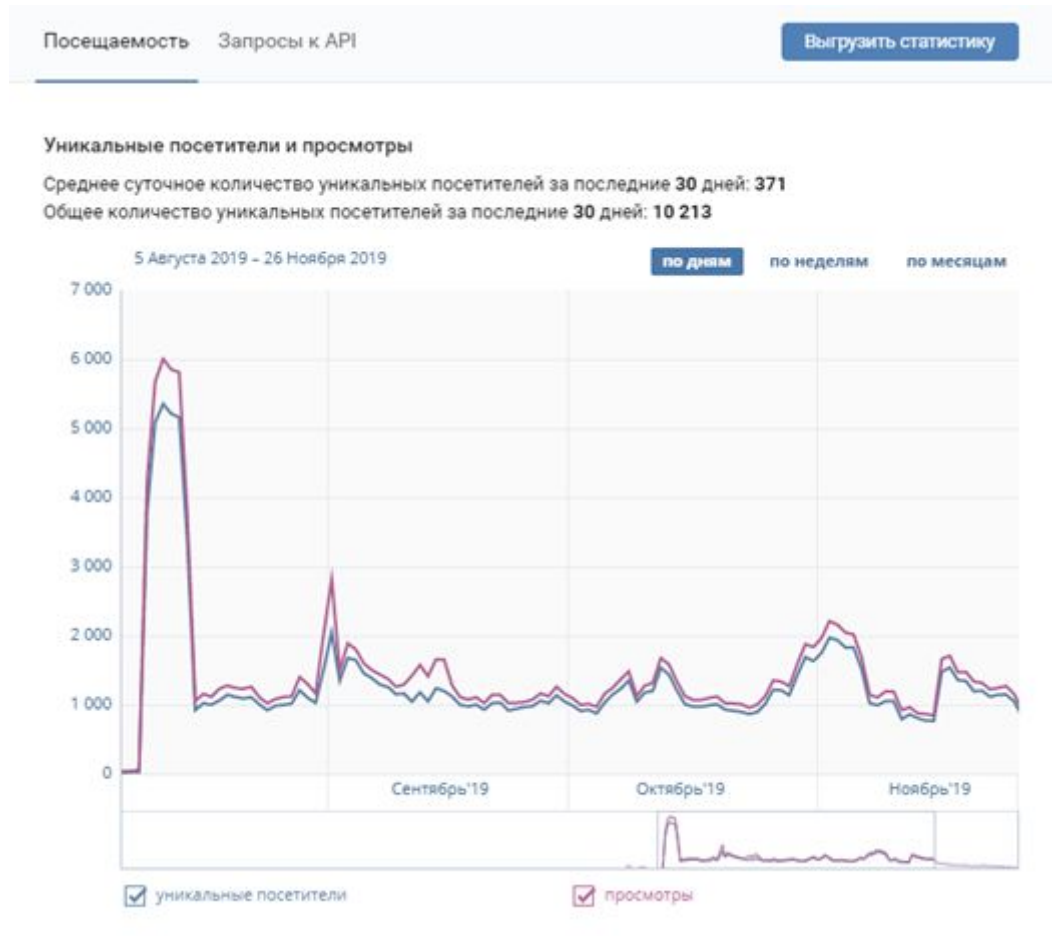 Посещаемость Запросы к API Выгрузить статистику
Уникальные посетители и просмотры
Среднее суточное количество уникальных посетителей за последние 30 дней: 371
Общее количество уникальных посетителей за последние 30 дней: 10 213
5 Августа 2019 – 26 Ноября 2019 по дням по неделям по месяцам
7 000
6 000
5 000
4 000
3 000
2 000
1 000
0
Сентябрь'19 Октябрь'19 Ноябрь'19
уникальные посетители просмотры